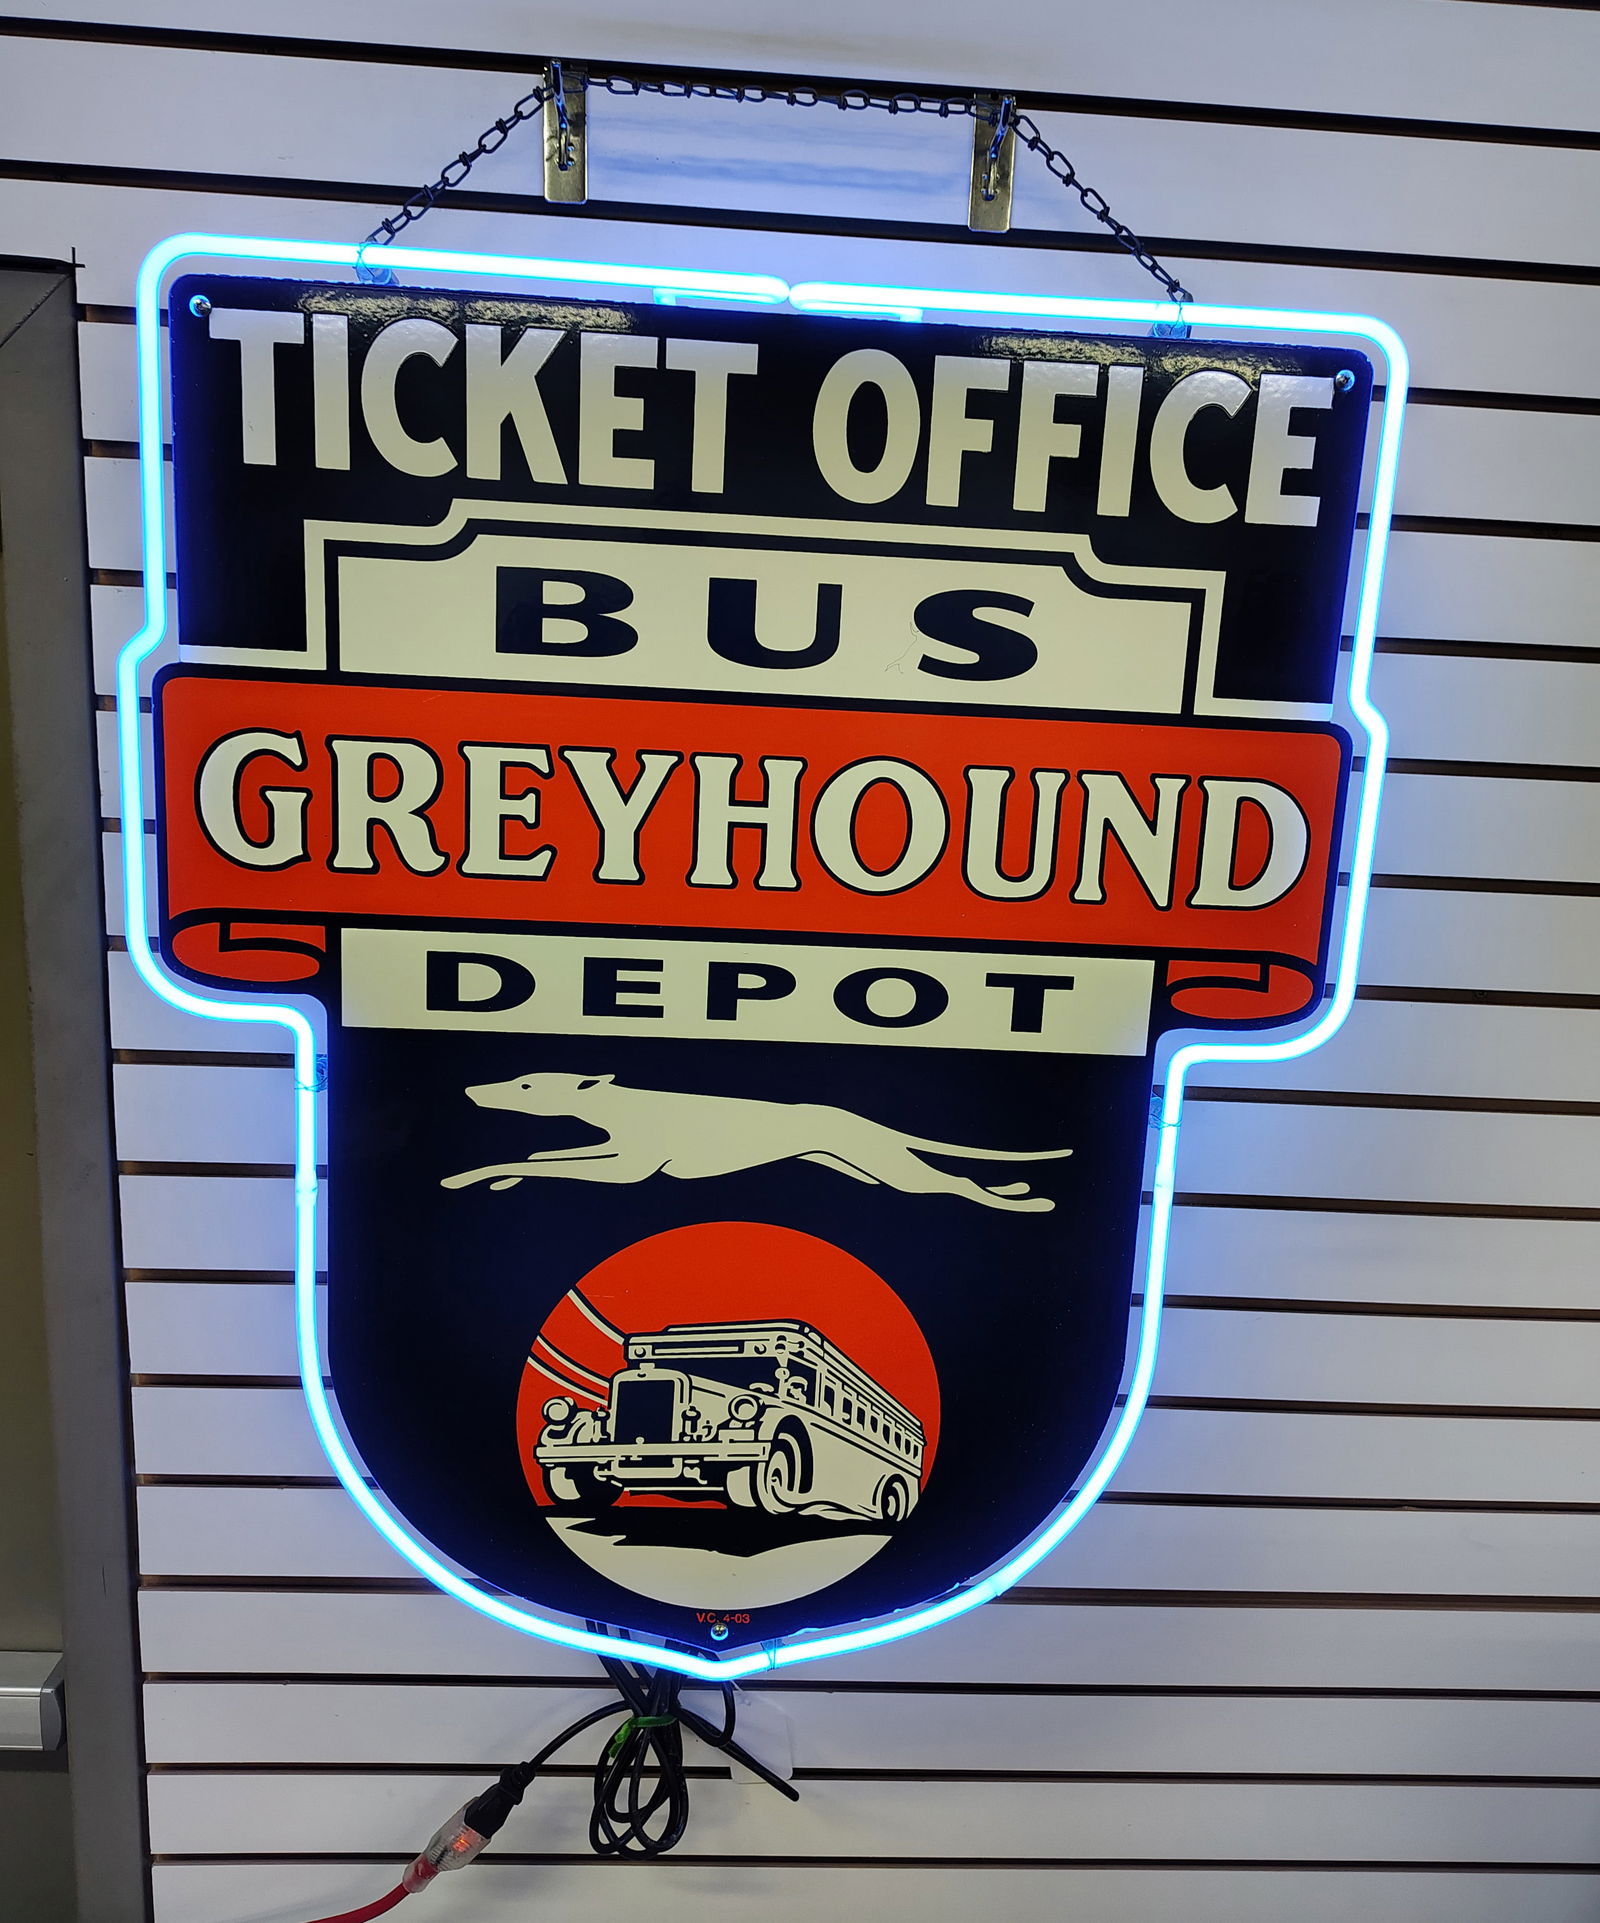 TICKET OFFICE
BUS
GREYHOUND
DEPOT
V.C. 4-03